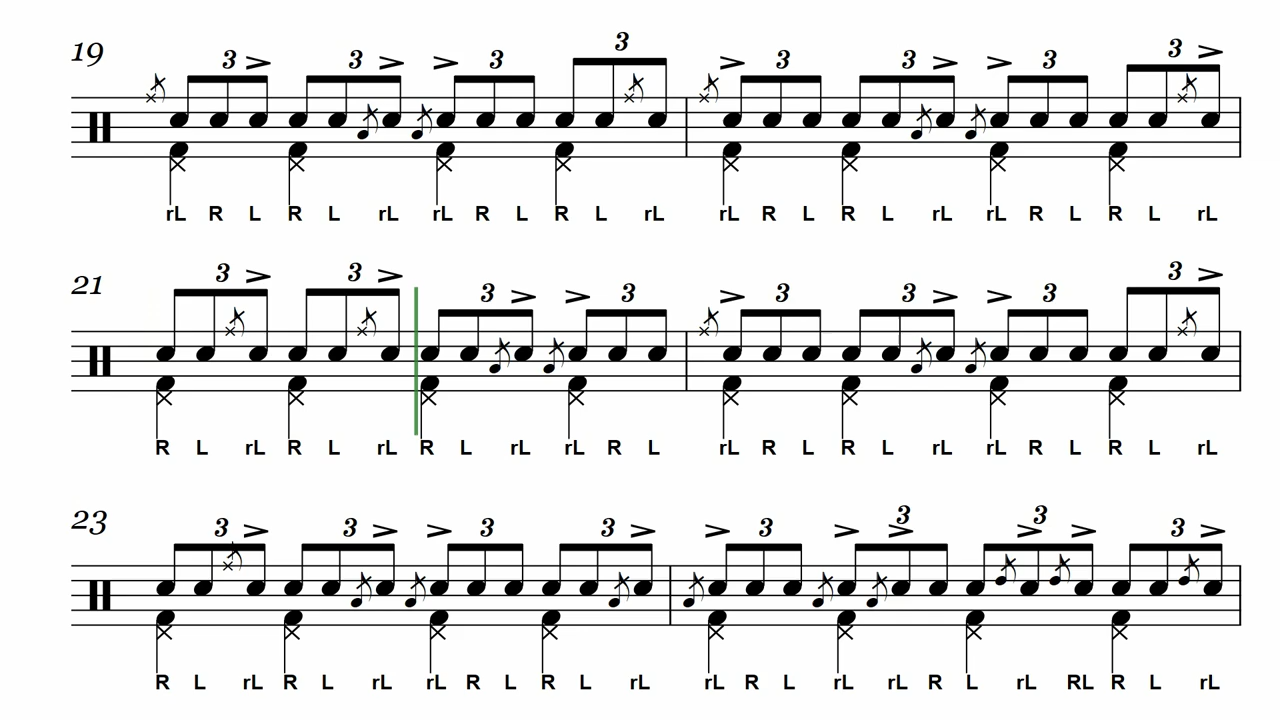 19
3 3 3 3 3 3 3 3
rL R L R L rL rL R L R L rL rL R L R L rL rL R L R L rL
21
3 3 3 3 3 3 3 3
R L rL R L rL R L rL rL R L rL R L R L rL rL R L R L rL
23
3 3 3 3 3 3 3 3
R L rL R L rL rL R L R L rL rL R L rL rL R L rL RL R L rL